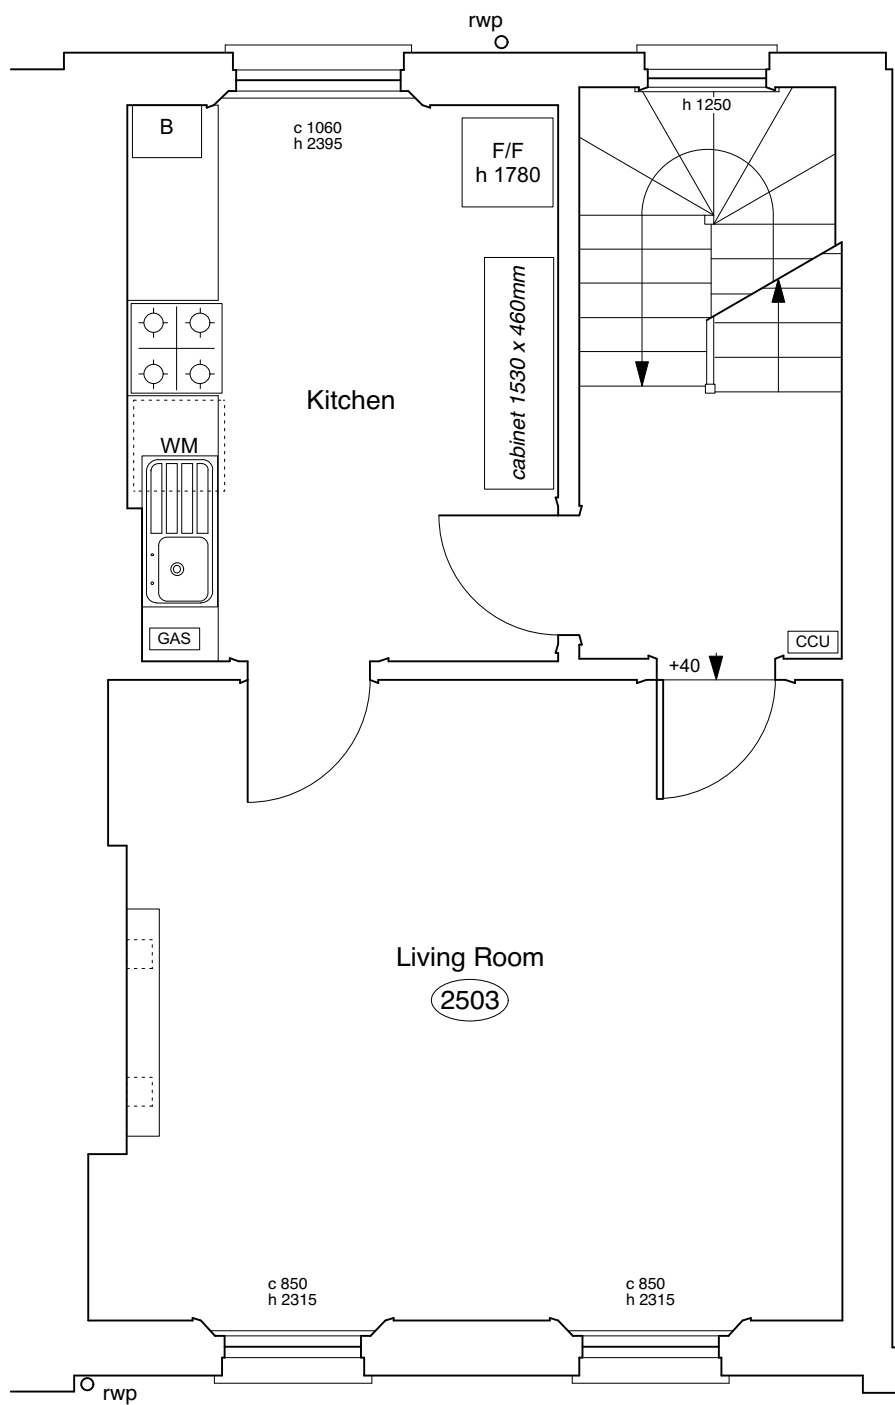 rwp
B
c 1060
h 2395
F/F
h 1780
h 1250
cabinet 1530 x 460mm
Kitchen
WM
GAS
CCU
+40
Living Room
2503
c 850
h 2315
c 850
h 2315
rwp